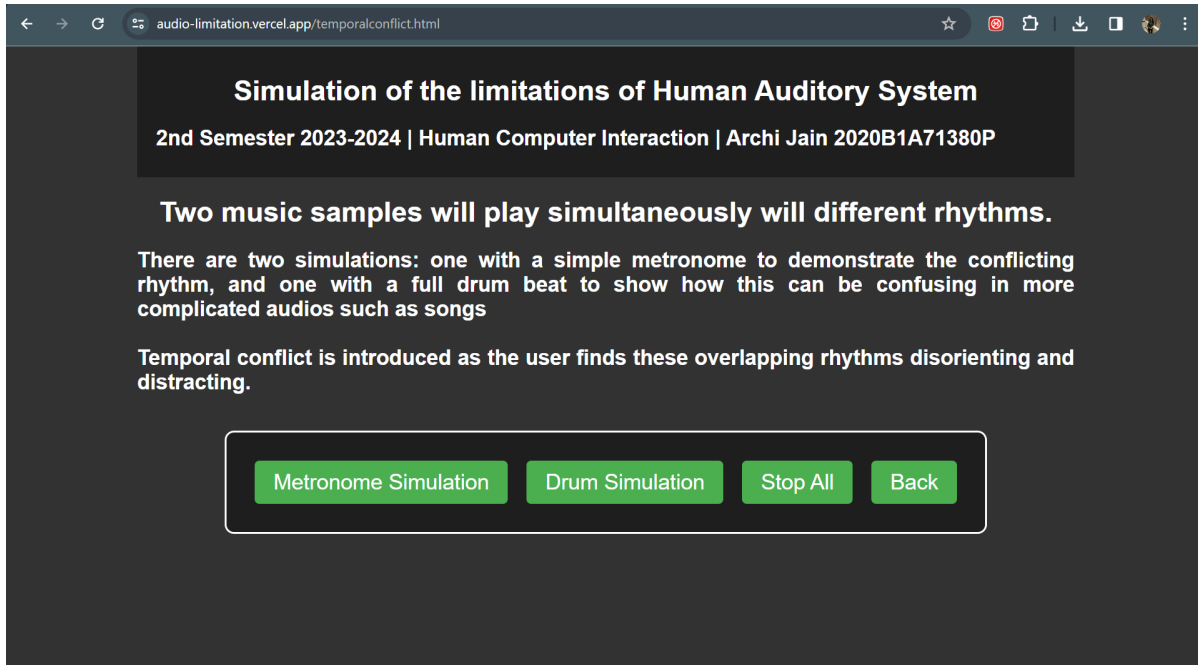 audio-limitation.vercel.app/temporalconflict.html
Simulation of the limitations of Human Auditory System
2nd Semester 2023-2024 | Human Computer Interaction | Archi Jain 2020B1A71380P
Two music samples will play simultaneously will different rhythms.
There are two simulations: one with a simple metronome to demonstrate the conflicting
rhythm, and one with a full drum beat to show how this can be confusing in more
complicated audios such as songs
Temporal conflict is introduced as the user finds these overlapping rhythms disorienting and
distracting.
Metronome Simulation
Drum Simulation
Stop All
Back